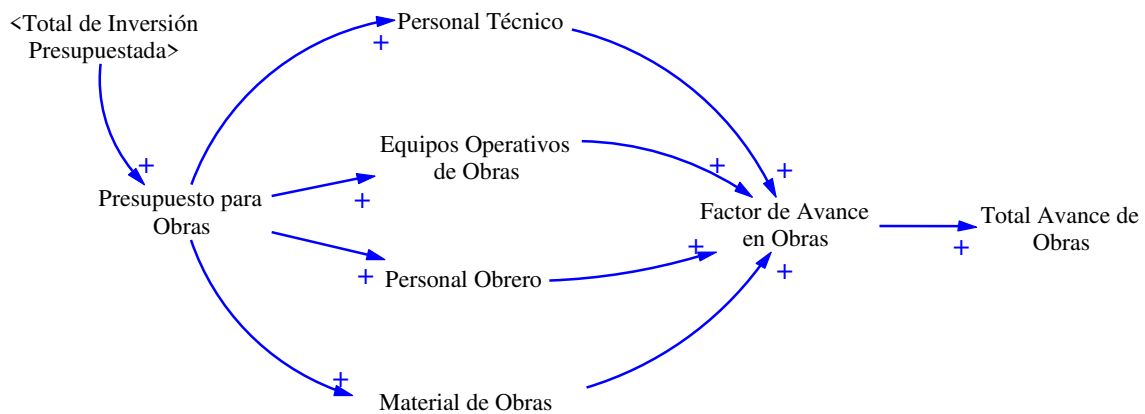 <Total de Inversión
Presupuestada>
Personal Técnico
+
+
Equipos Operativos
de Obras
+
+
+
Presupuesto para
Obras
Factor de Avance
en Obras
Total Avance de
Obras
+
+
+
Personal Obrero
+
+
Material de Obras